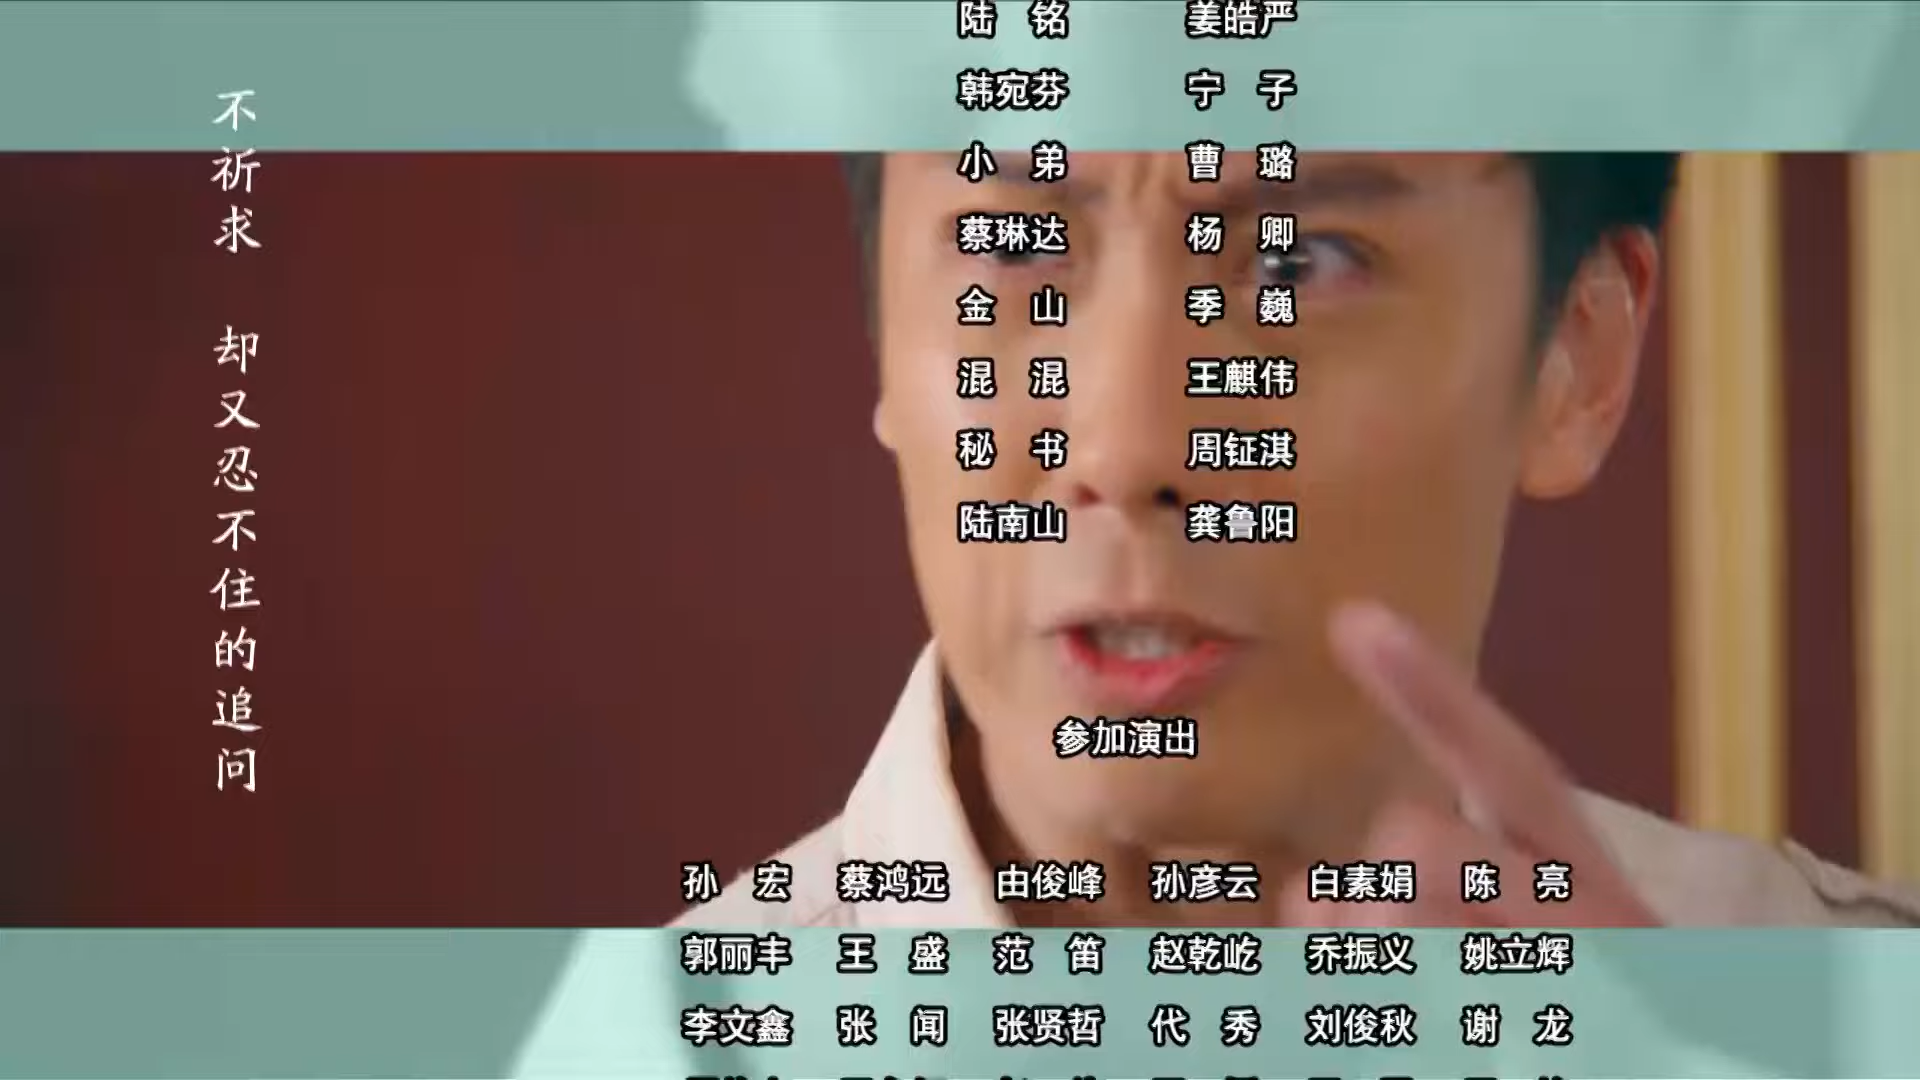 不祈求 却又忍不住的追问
陆铭 姜皓严
韩宛芬 宁子
小弟 曹璐
蔡琳达 杨卿
金山 季巍
混混 王麒伟
秘书 周钲淇
陆南山 龚鲁阳
参加演出
孙宏 蔡鸿远 由俊峰 孙彦云 白素娟 陈亮
郭丽丰 王盛 范笛 赵乾屹 乔振义 姚立辉
李文鑫 张闻 张贤哲 代秀 刘俊秋 谢龙